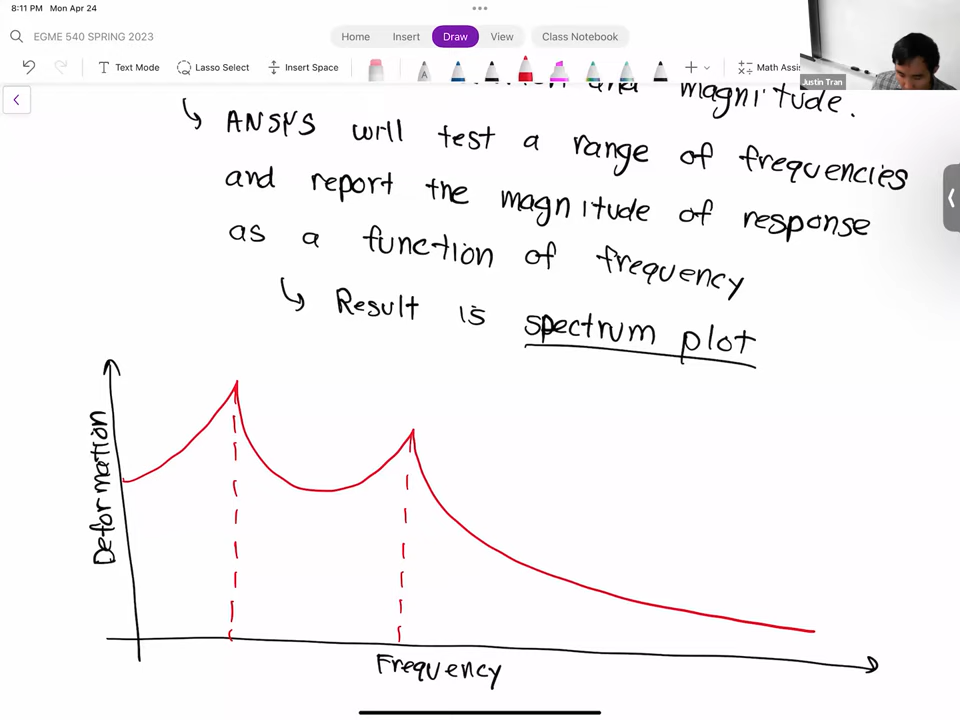 8:11 PM Mon Apr 24
EGME 540 SPRING 2023
Home Insert Draw View Class Notebook
Text Mode Lasso Select Insert Space Math Assis
Justin Tran
and magnitude.
↳ ANSYS will test a range of frequencies
and report the magnitude of response
as a function of frequency
↳ Result is spectrum plot
Deformation
Frequency